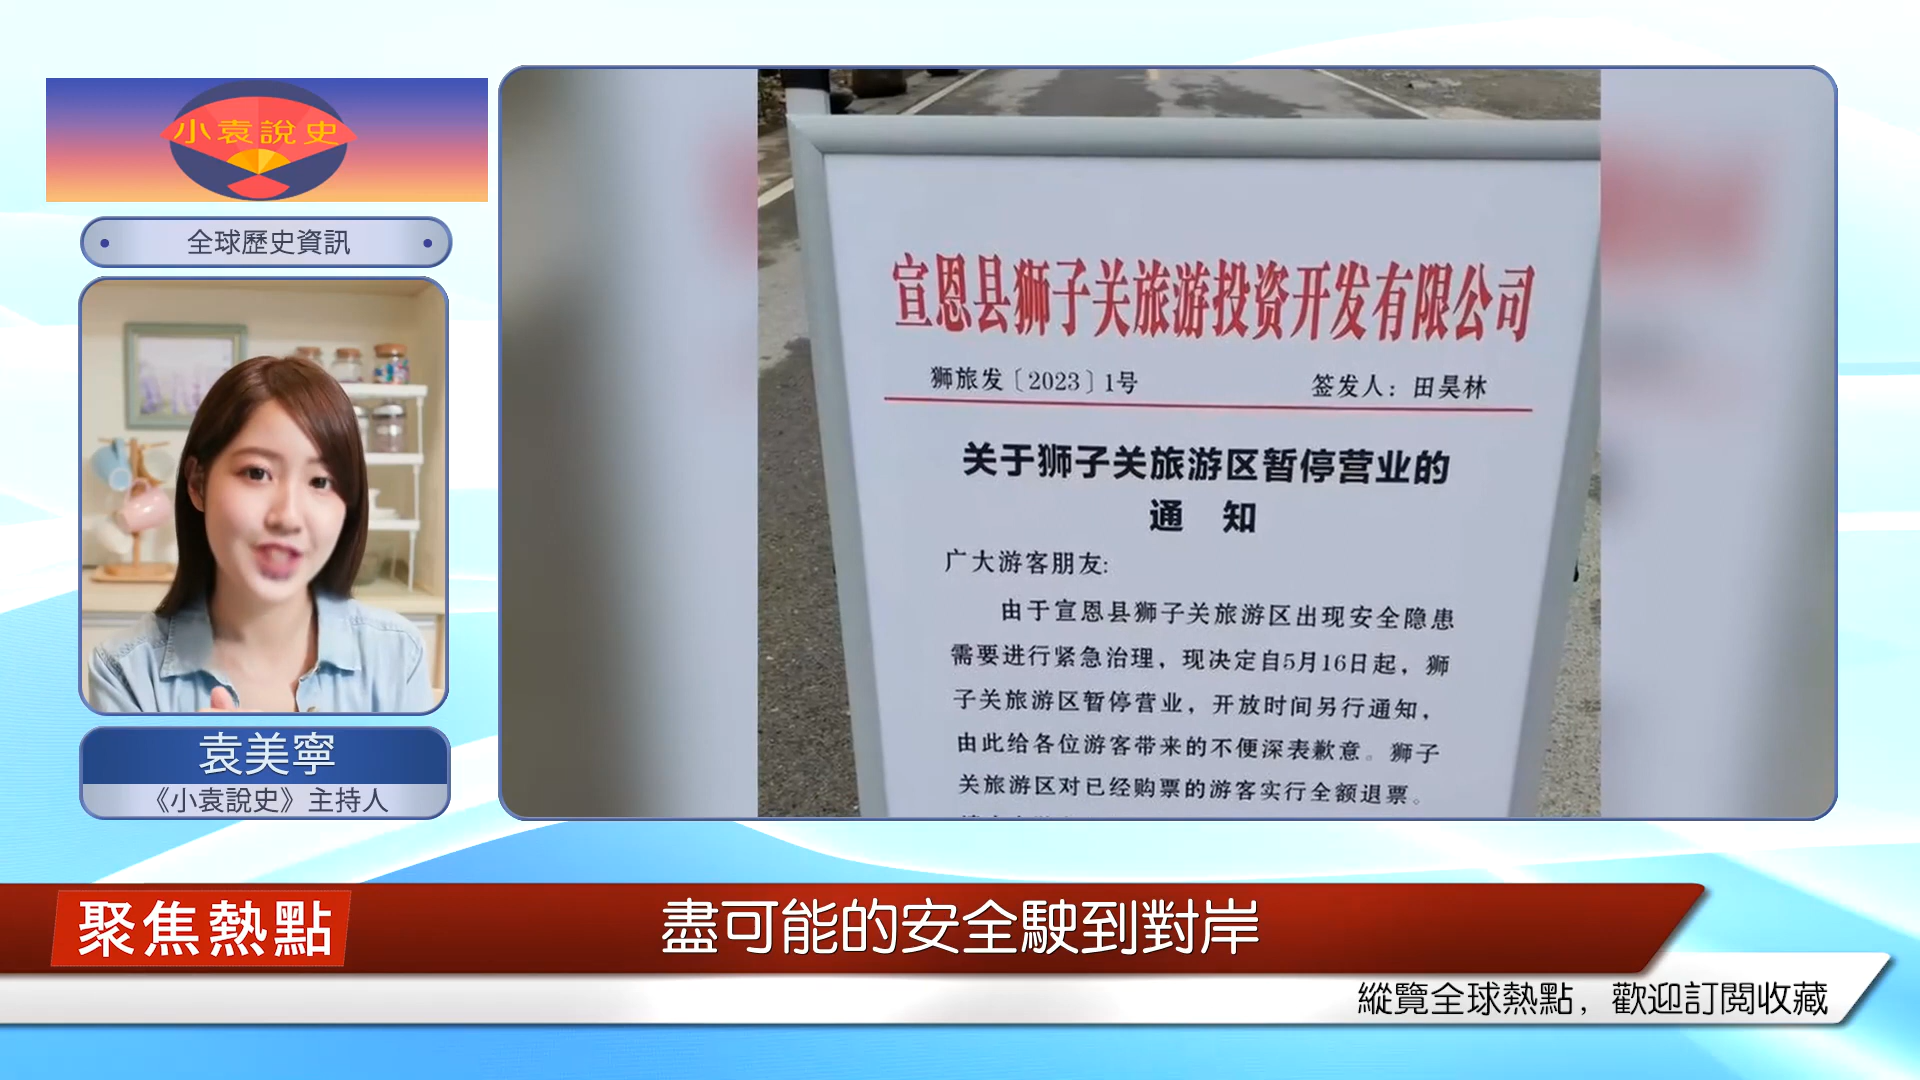 小袁說史
全球歷史資訊
袁美寧
《小袁說史》主持人
宣恩县狮子关旅游投资开发有限公司
狮旅发〔2023〕1号
签发人：田昊林
关于狮子关旅游区暂停营业的
通 知
广大游客朋友:
由于宣恩县狮子关旅游区出现安全隐患
需要进行紧急治理，现决定自5月16日起，狮
子关旅游区暂停营业，开放时间另行通知，
由此给各位游客带来的不便深表歉意。狮子
关旅游区对已经购票的游客实行全额退票。
聚焦熱點
盡可能的安全駛到對岸
縱覽全球熱點，歡迎訂閱收藏